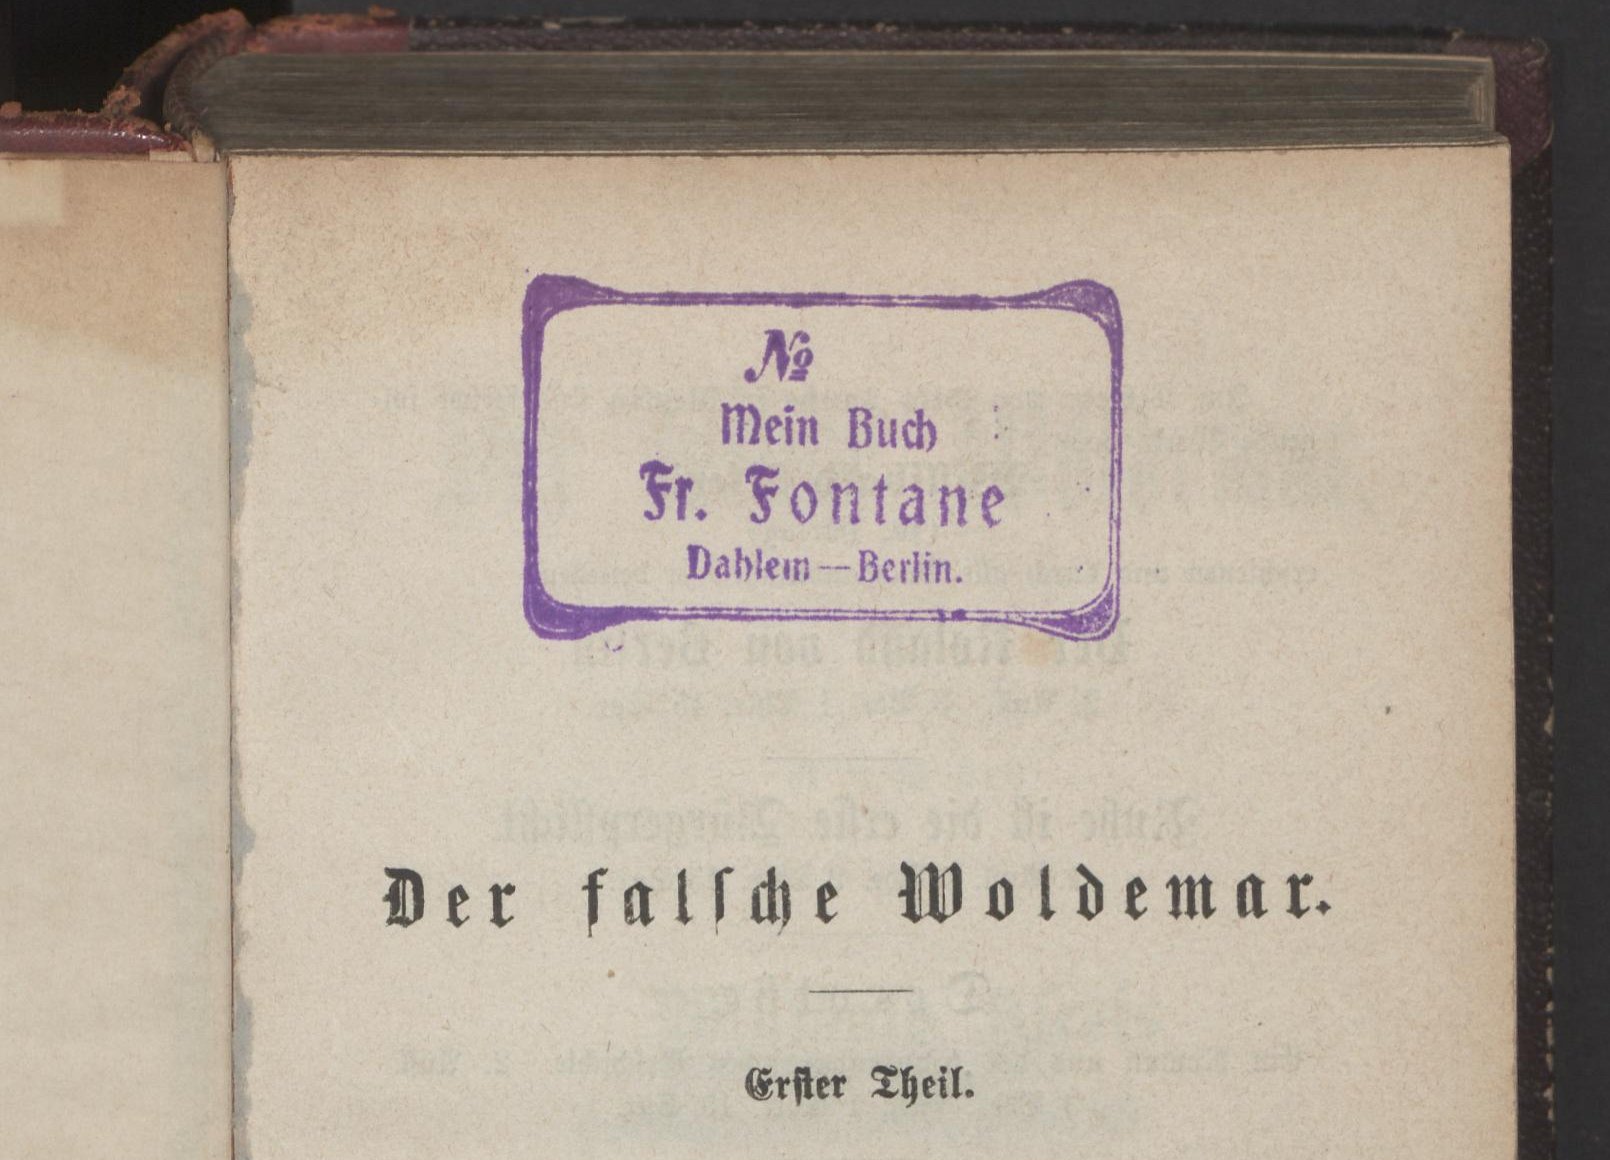 №
Mein Buch
Fr. Fontane
Dahlem—Berlin.
Der falſche Woldemar.
Erſter Theil.